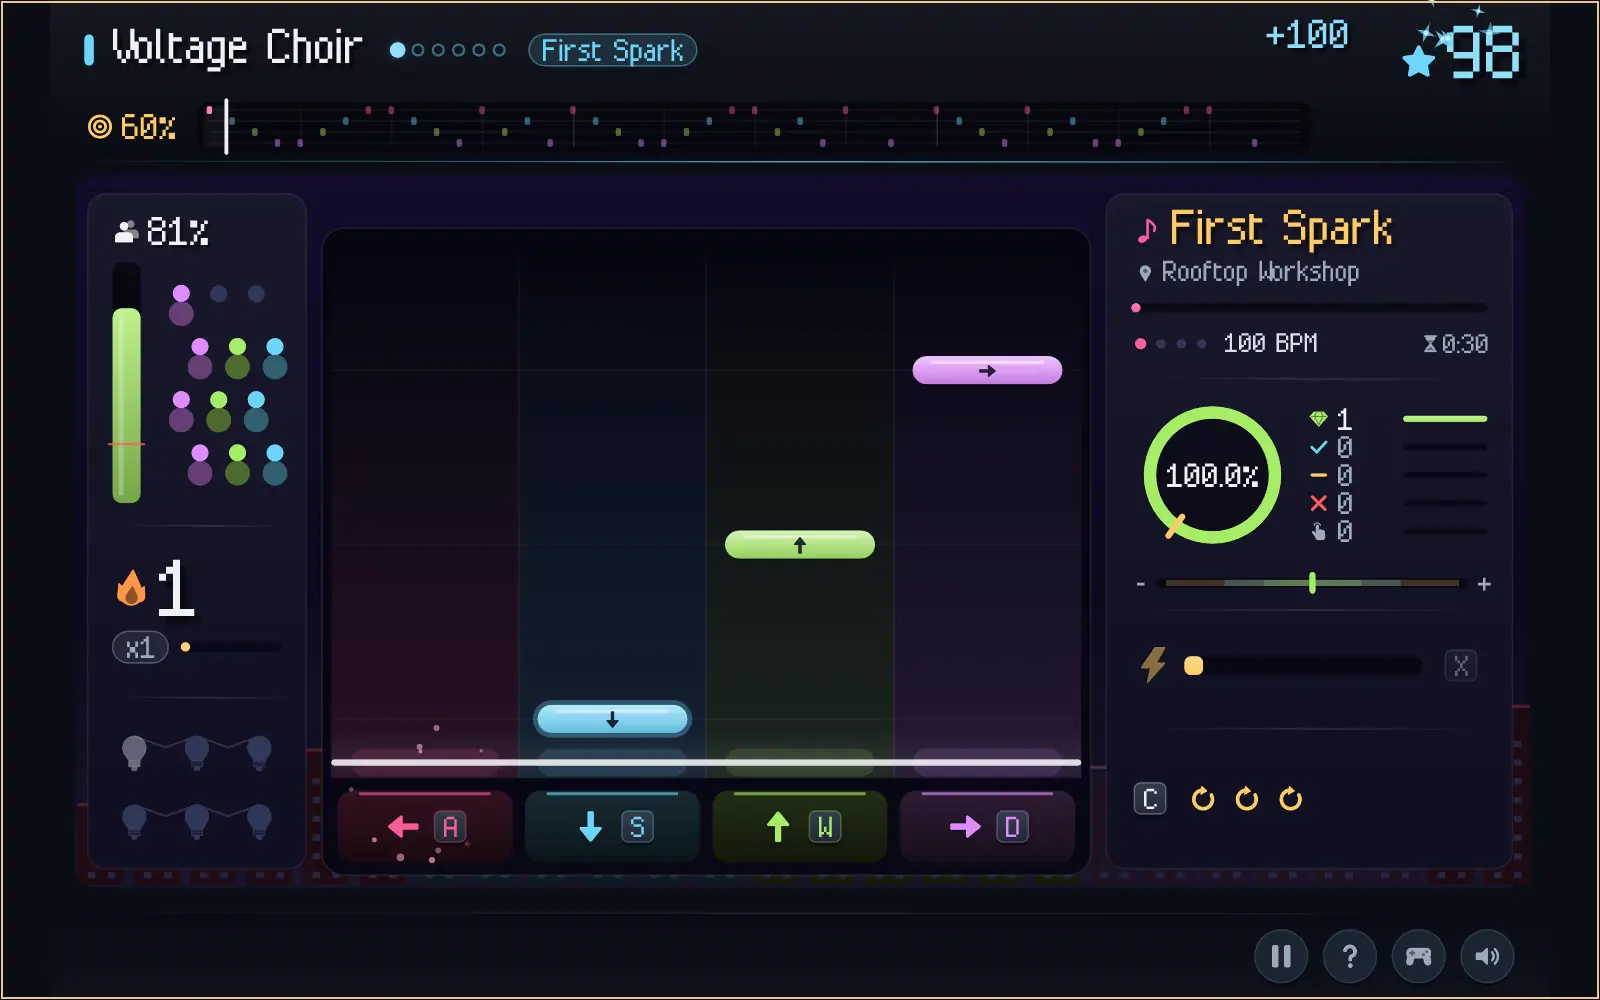 Voltage Choir
First Spark
+100
98
60%
81%
1
x1
A
S
W
D
First Spark
Rooftop Workshop
100 BPM
0:30
100.0%
1
0
0
0
0
- +
X
C
?